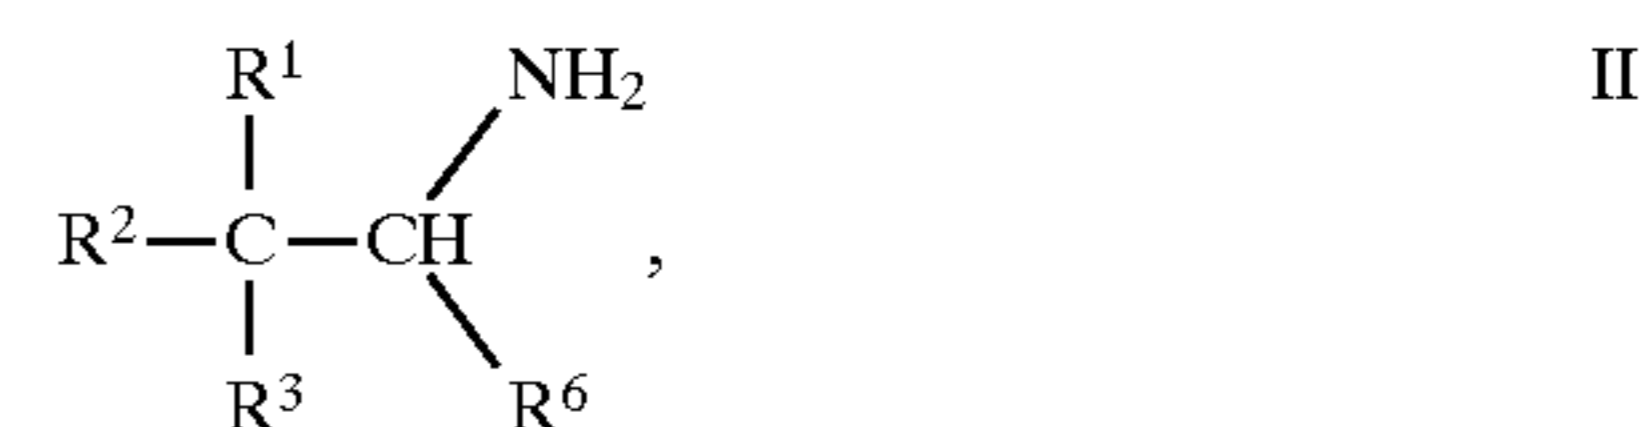 R¹ NH₂ II
R²—C—CH ,
R³ R⁶